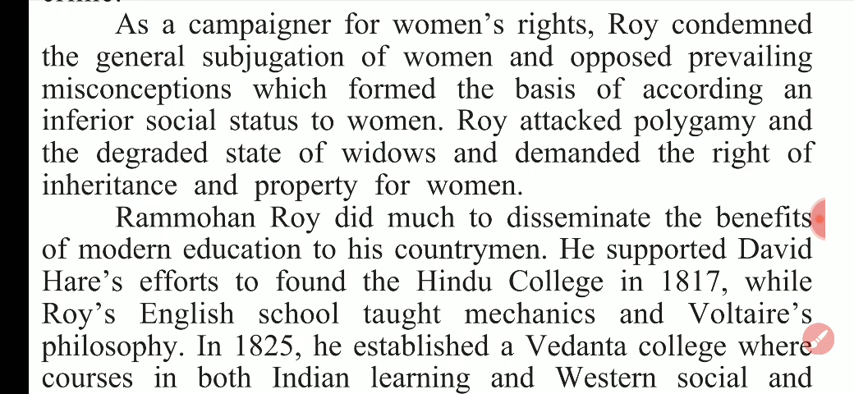 As a campaigner for women's rights, Roy condemned
the general subjugation of women and opposed prevailing
misconceptions which formed the basis of according an
inferior social status to women. Roy attacked polygamy and
the degraded state of widows and demanded the right of
inheritance and property for women.
Rammohan Roy did much to disseminate the benefits
of modern education to his countrymen. He supported David
Hare's efforts to found the Hindu College in 1817, while
Roy's English school taught mechanics and Voltaire's
philosophy. In 1825, he established a Vedanta college where
courses in both Indian learning and Western social and